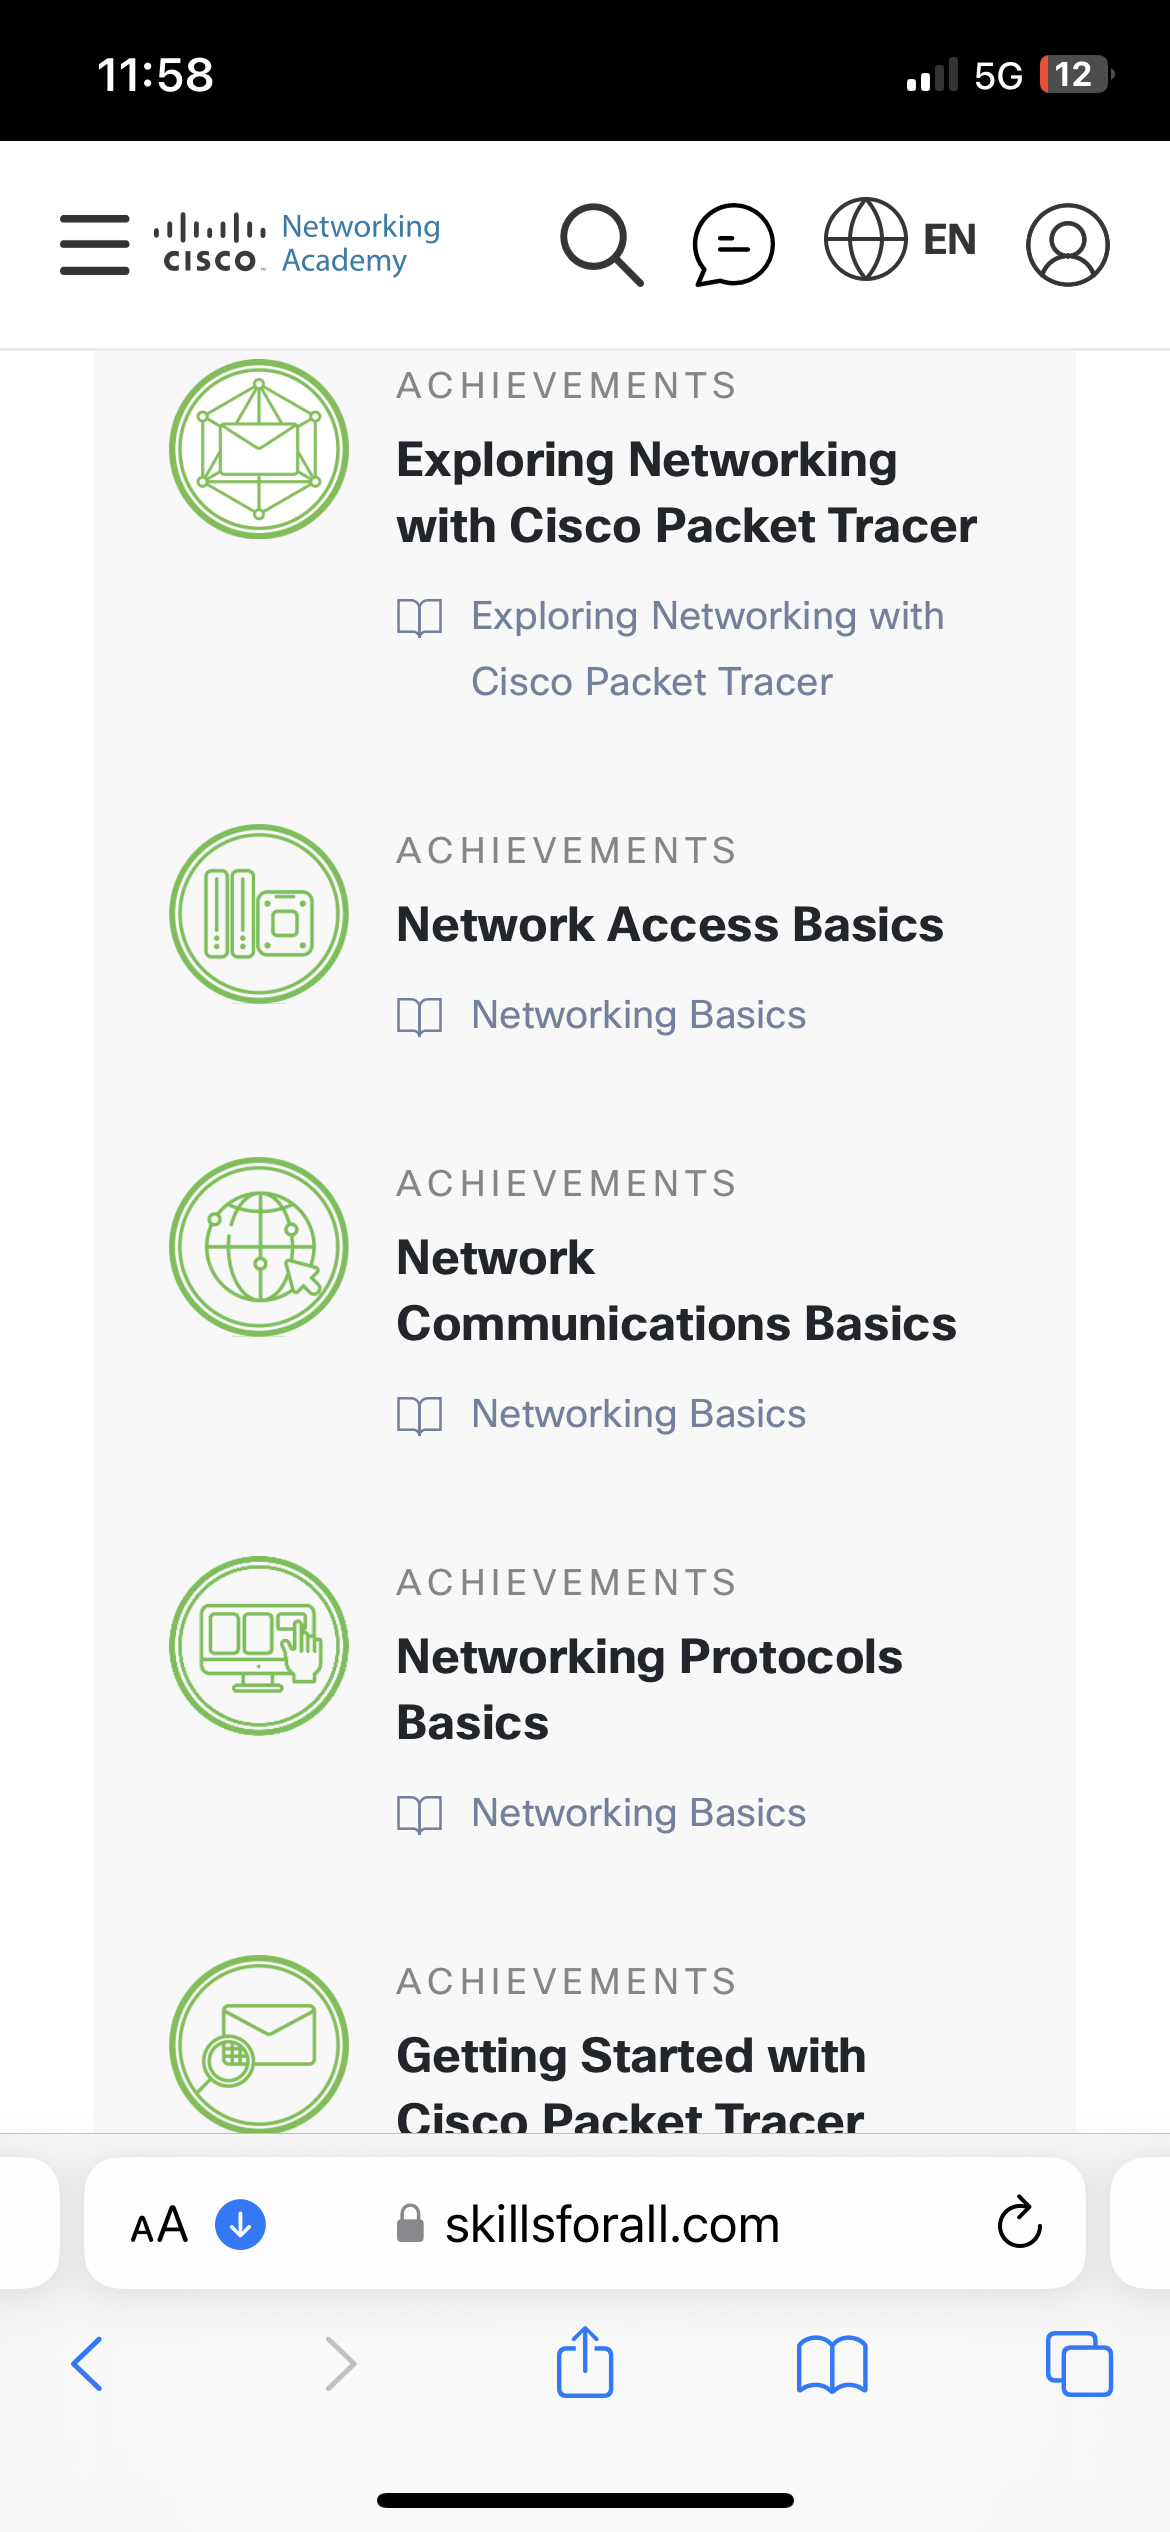 11:58
5G 12
CISCO Networking
Academy
EN
ACHIEVEMENTS
Exploring Networking
with Cisco Packet Tracer
Exploring Networking with
Cisco Packet Tracer
ACHIEVEMENTS
Network Access Basics
Networking Basics
ACHIEVEMENTS
Network
Communications Basics
Networking Basics
ACHIEVEMENTS
Networking Protocols
Basics
Networking Basics
ACHIEVEMENTS
Getting Started with
Cisco Packet Tracer
AA skillsforall.com